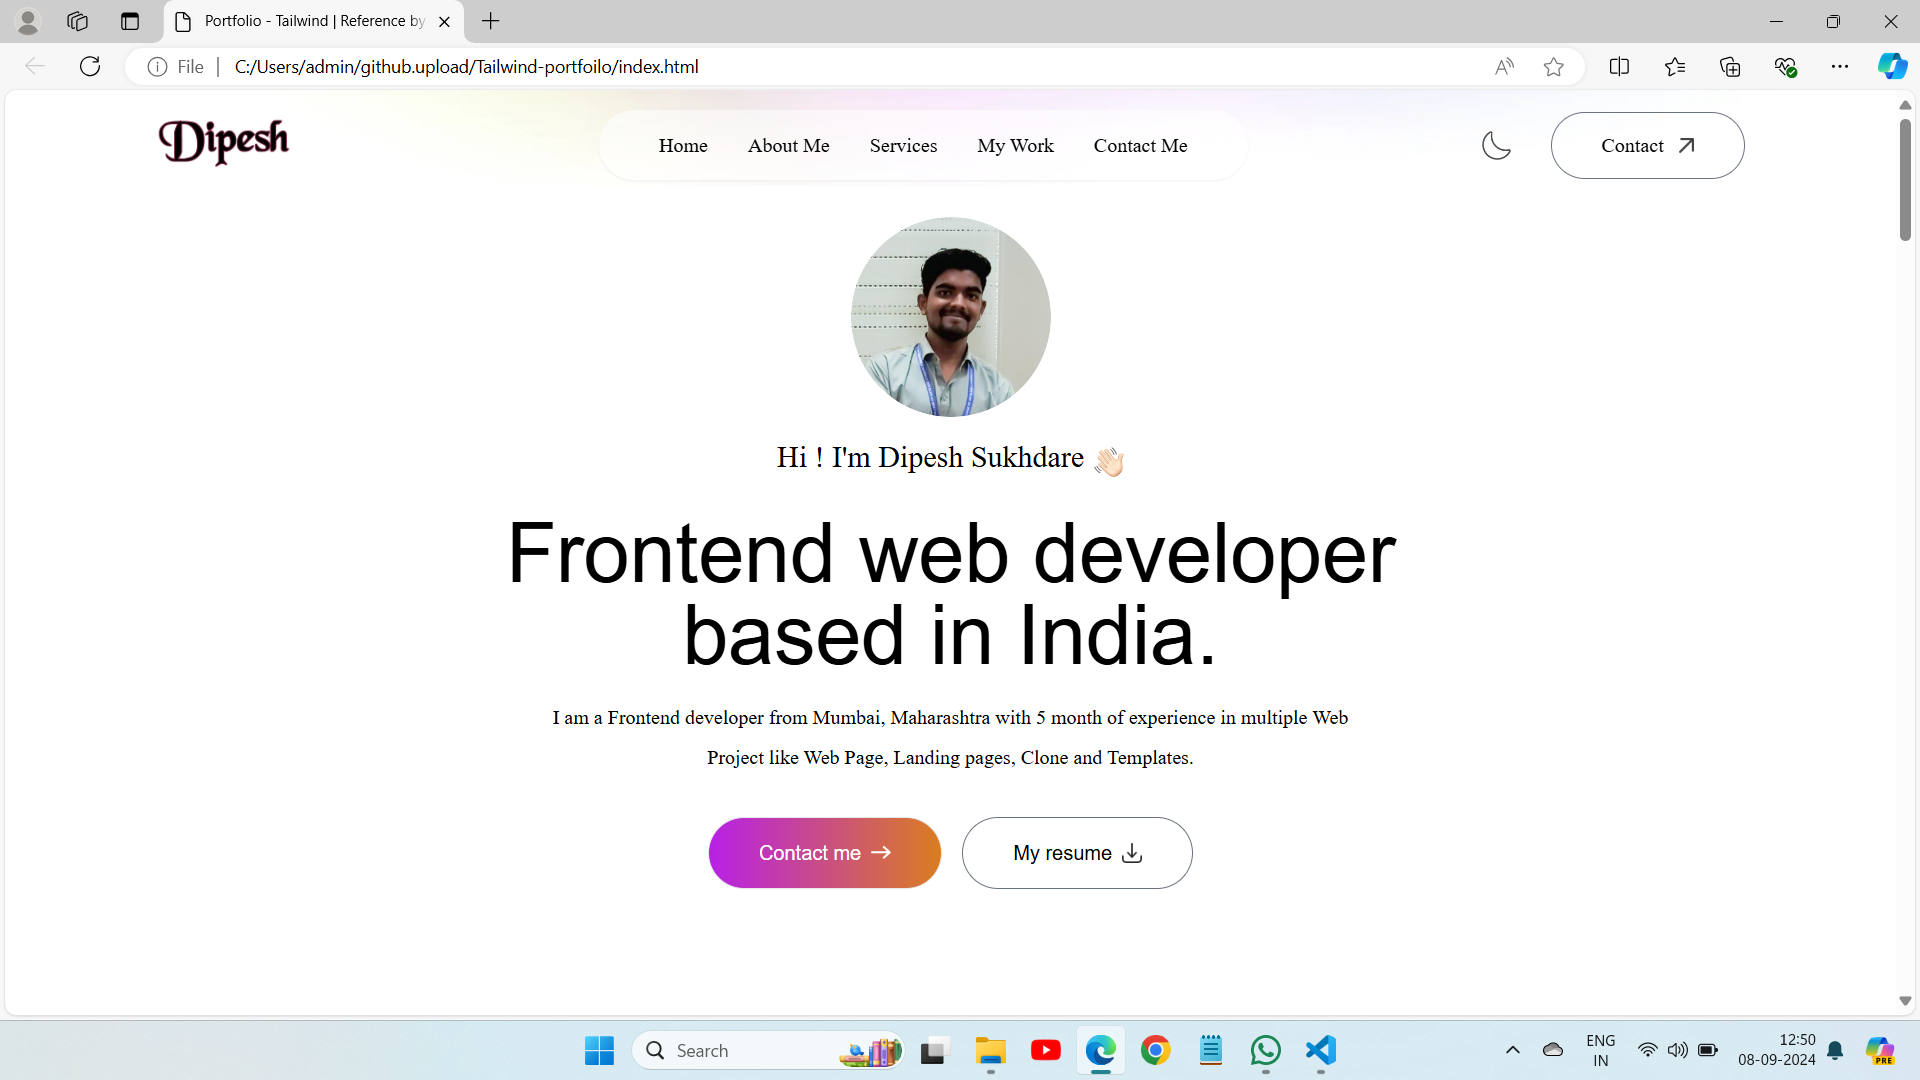 Portfolio - Tailwind | Reference by
File
C:/Users/admin/github.upload/Tailwind-portfoilo/index.html
Dipesh
Home
About Me
Services
My Work
Contact Me
Contact
Hi ! I'm Dipesh Sukhdare 👋🏻
Frontend web developer
based in India.
I am a Frontend developer from Mumbai, Maharashtra with 5 month of experience in multiple Web
Project like Web Page, Landing pages, Clone and Templates.
Contact me
My resume
Search
ENG
IN
12:50
08-09-2024
PRE